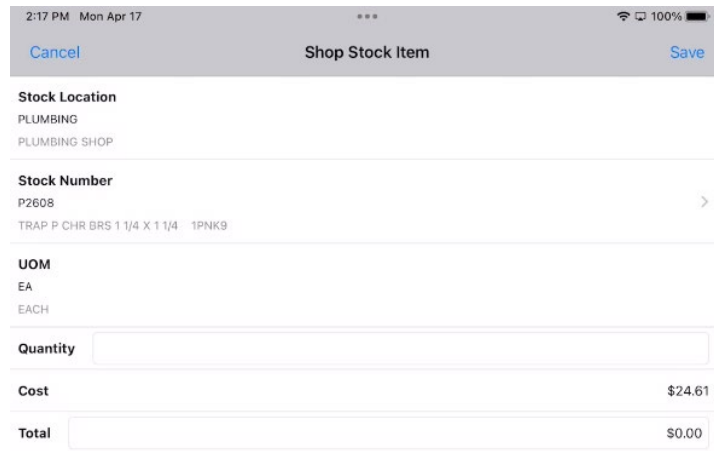 2:17 PM Mon Apr 17 100%
Cancel Shop Stock Item Save
Stock Location
PLUMBING
PLUMBING SHOP
Stock Number
P2608
TRAP P CHR BRS 1 1/4 X 1 1/4 1PNK9
UOM
EA
EACH
Quantity
Cost $24.61
Total $0.00